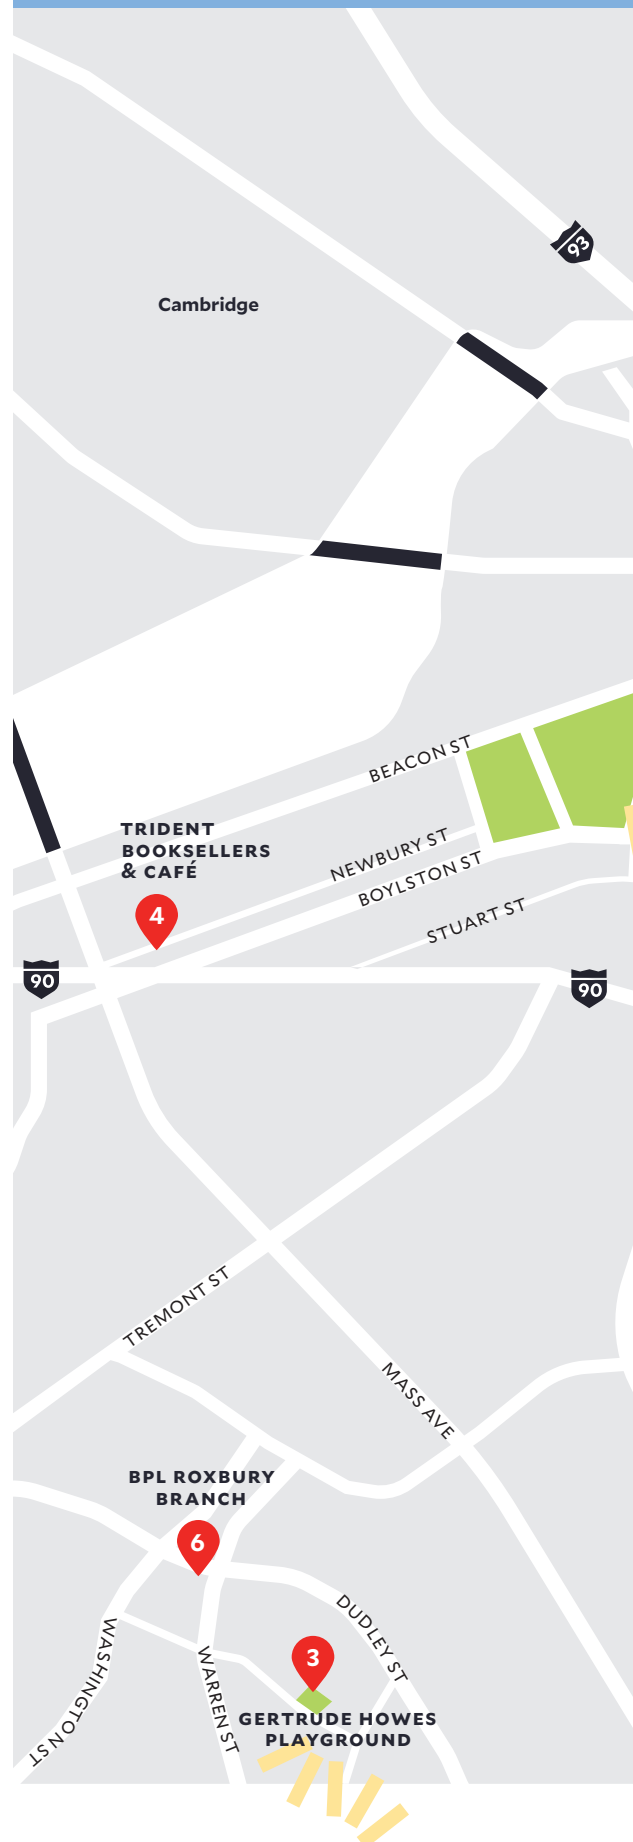 93
Cambridge
BEACON ST
TRIDENT
BOOKSELLERS
& CAFÉ
NEWBURY ST
BOYLSTON ST
4
STUART ST
90
90
TREMONT ST
MASS AVE
BPL ROXBURY
BRANCH
6
DUDLEY ST
WASHINGTON ST
WARREN ST
3
GERTRUDE HOWES
PLAYGROUND